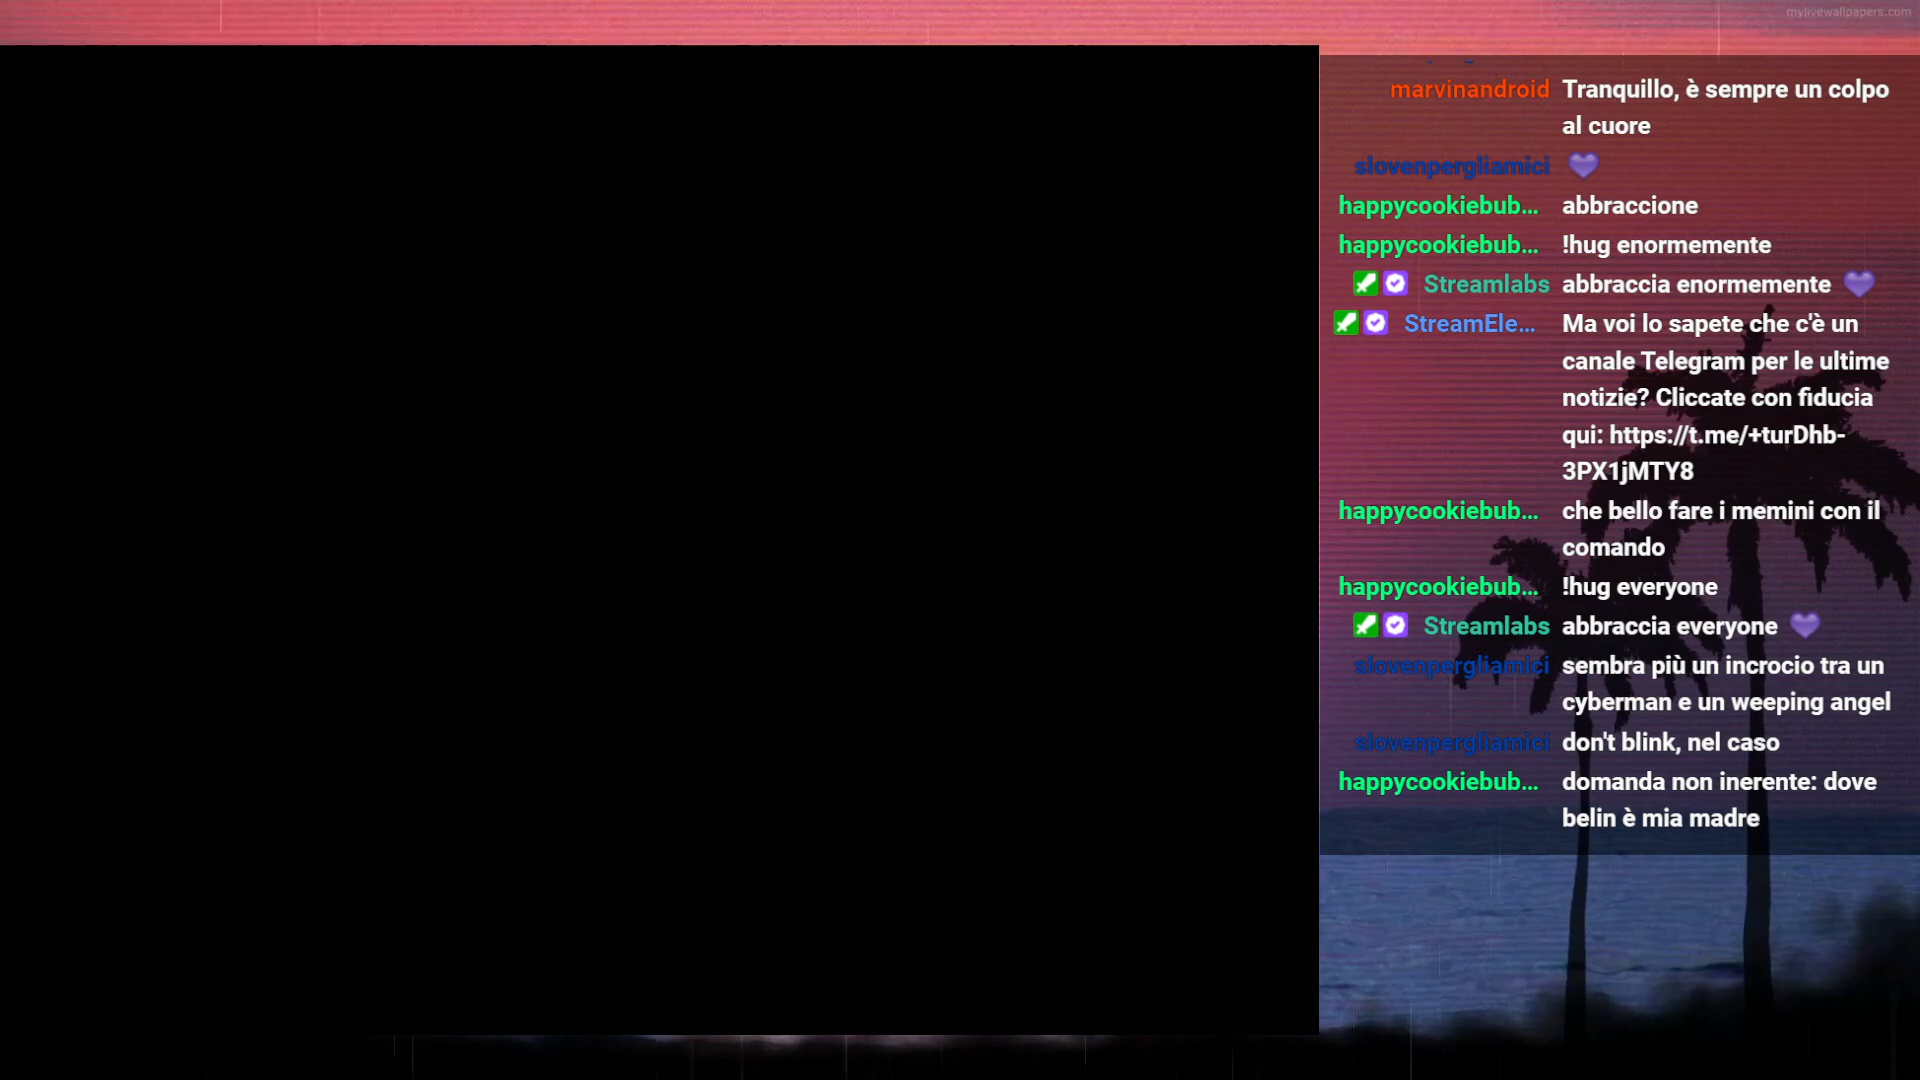 mylivewallpapers.com
marvinandroid Tranquillo, è sempre un colpo
al cuore
slovenpergliamici 💜
happycookiebub... abbraccione
happycookiebub... !hug enormemente
Streamlabs abbraccia enormemente 💜
StreamEle... Ma voi lo sapete che c'è un
canale Telegram per le ultime
notizie? Cliccate con fiducia
qui: https://t.me/+turDhb-
3PX1jMTY8
happycookiebub... che bello fare i memini con il
comando
happycookiebub... !hug everyone
Streamlabs abbraccia everyone 💜
slovenpergliamici sembra più un incrocio tra un
cyberman e un weeping angel
slovenpergliamici don't blink, nel caso
happycookiebub... domanda non inerente: dove
belin è mia madre